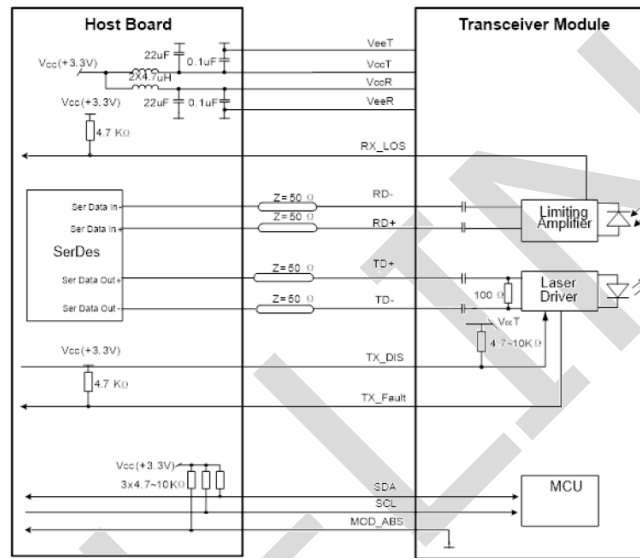 Host Board
Transceiver Module
VeeT
22uF
0.1uF
Vcc(+3.3V)
VccT
2X4.7uH
VccR
Vcc(+3.3V)
22uF
0.1uF
VeeR
4.7 KΩ
RX_LOS
Z=50 Ω
RD-
Ser Data In-
Limiting
Amplifier
Z=50 Ω
RD+
Ser Data In+
SerDes
Z=50 Ω
TD+
Ser Data Out+
Laser
Driver
100 Ω
Z=50 Ω
TD-
Ser Data Out-
VccT
4.7~10KΩ
Vcc(+3.3V)
TX_DIS
4.7 KΩ
TX_Fault
Vcc(+3.3V)
3x4.7~10KΩ
SDA
MCU
SCL
MOD_ABS